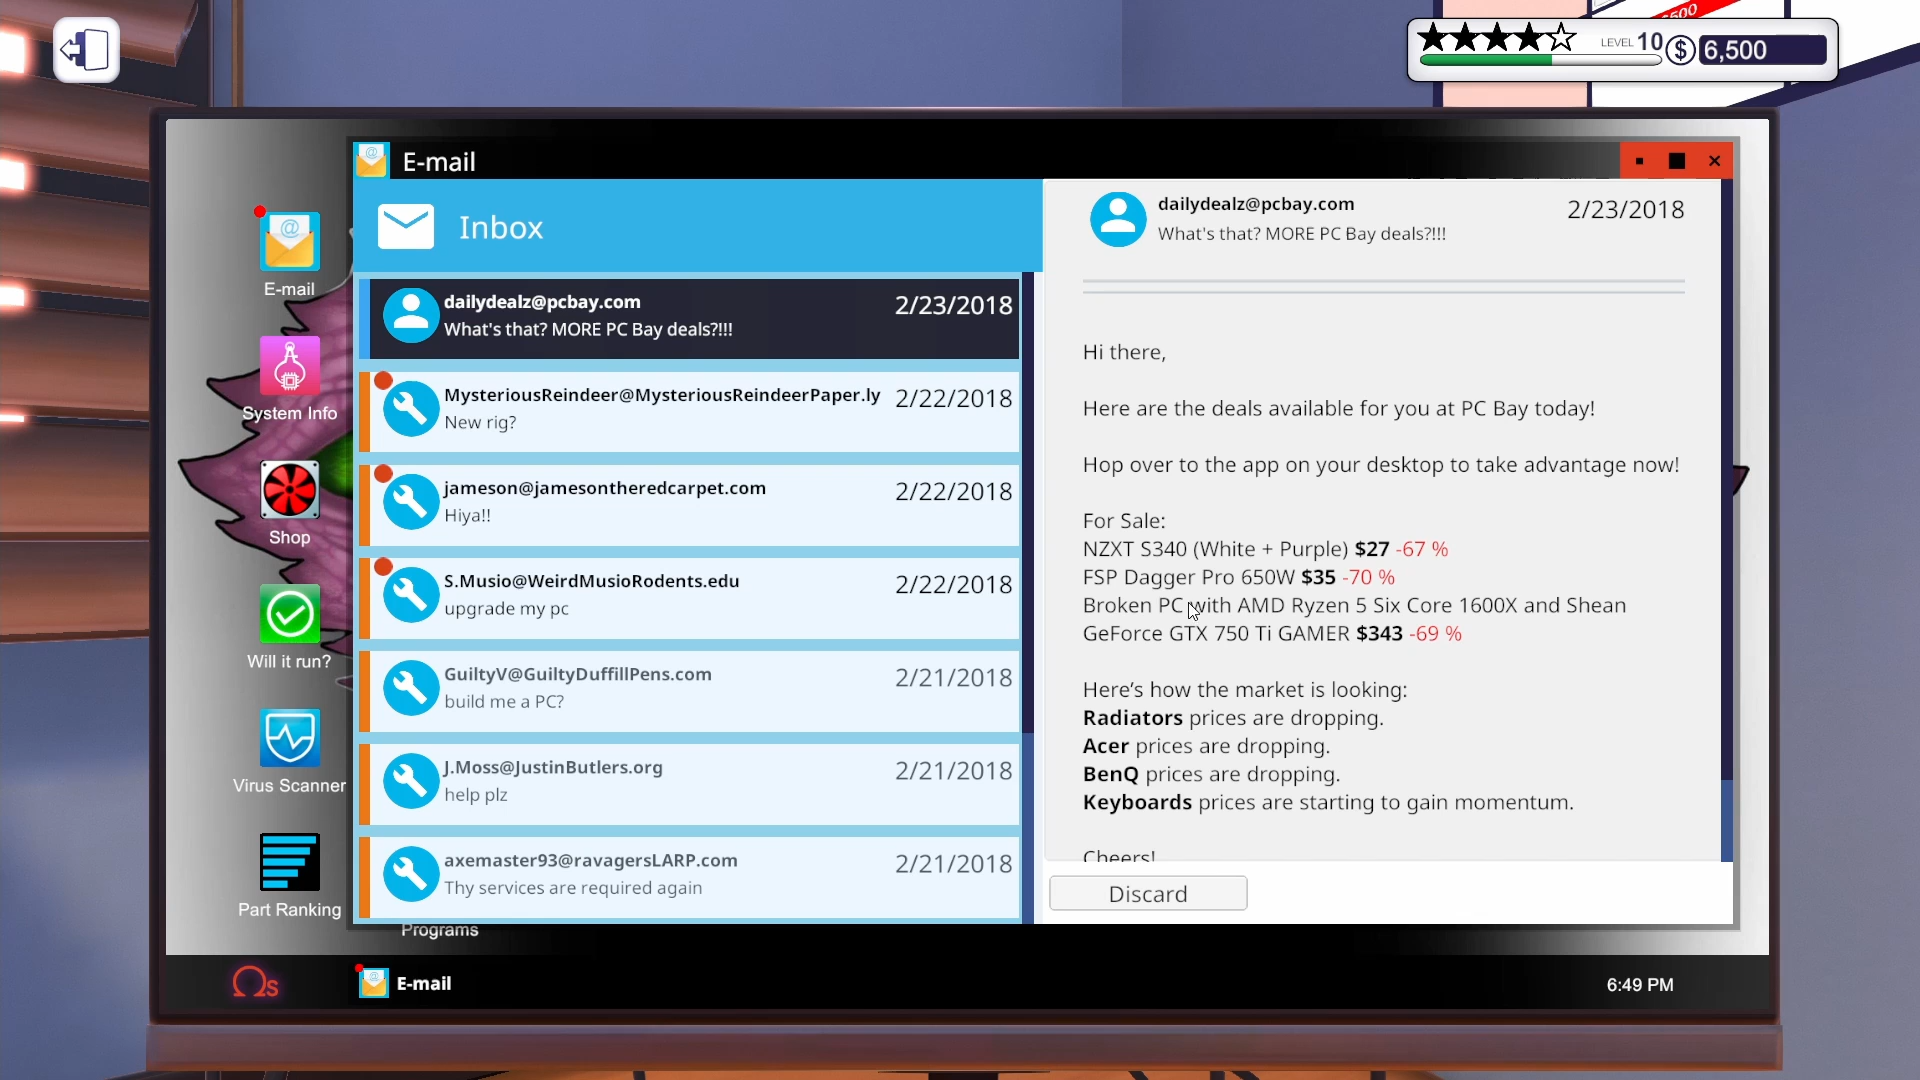 500
LEVEL 10
$ 6,500
E-mail
Inbox
dailydealz@pcbay.com
2/23/2018
What's that? MORE PC Bay deals?!!!
MysteriousReindeer@MysteriousReindeerPaper.ly
2/22/2018
New rig?
jameson@jamesontheredcarpet.com
2/22/2018
Hiya!!
S.Musio@WeirdMusioRodents.edu
2/22/2018
upgrade my pc
GuiltyV@GuiltyDuffillPens.com
2/21/2018
build me a PC?
J.Moss@JustinButlers.org
2/21/2018
help plz
axemaster93@ravagersLARP.com
2/21/2018
Thy services are required again
dailydealz@pcbay.com
2/23/2018
What's that? MORE PC Bay deals?!!!
Hi there,
Here are the deals available for you at PC Bay today!
Hop over to the app on your desktop to take advantage now!
For Sale:
NZXT S340 (White + Purple) $27 -67 %
FSP Dagger Pro 650W $35 -70 %
Broken PC with AMD Ryzen 5 Six Core 1600X and Shean
GeForce GTX 750 Ti GAMER $343 -69 %
Here's how the market is looking:
Radiators prices are dropping.
Acer prices are dropping.
BenQ prices are dropping.
Keyboards prices are starting to gain momentum.
Cheers!
Discard
E-mail
System Info
Shop
Will it run?
Virus Scanner
Part Ranking
Programs
Ωs
E-mail
6:49 PM